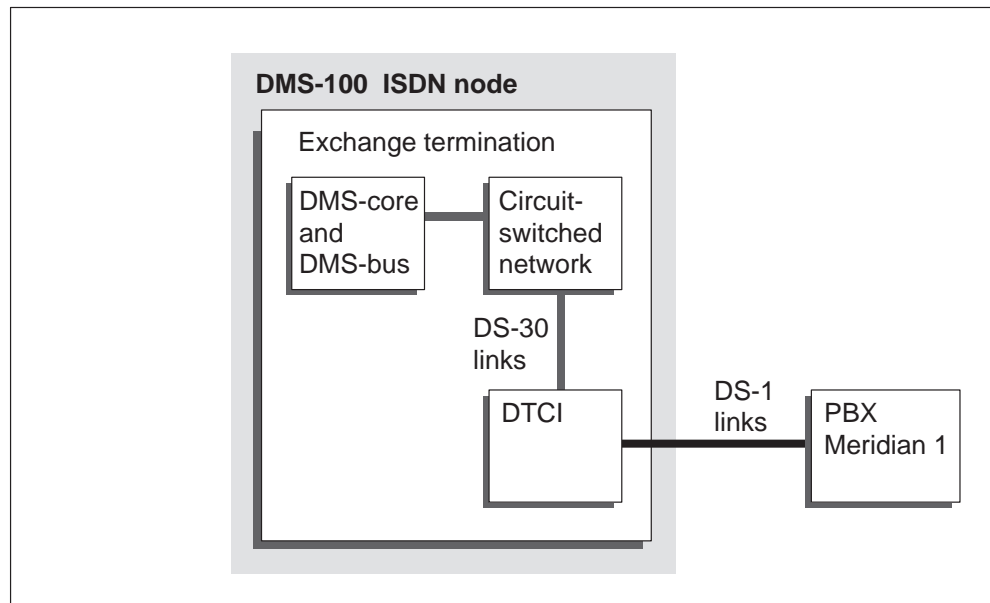 DMS-100 ISDN node
Exchange termination
DMS-core
and
DMS-bus
Circuit-
switched
network
DS-30
links
DTCI
DS-1
links
PBX
Meridian 1